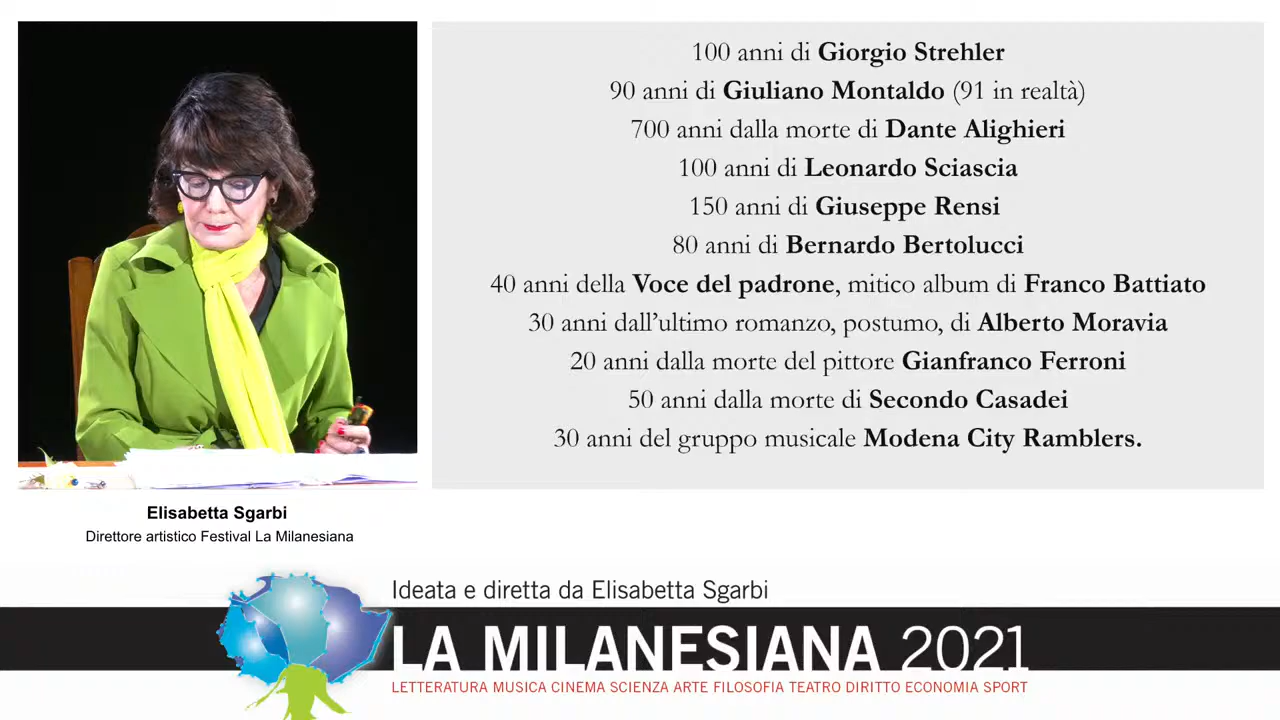 100 anni di Giorgio Strehler
90 anni di Giuliano Montaldo (91 in realtà)
700 anni dalla morte di Dante Alighieri
100 anni di Leonardo Sciascia
150 anni di Giuseppe Rensi
80 anni di Bernardo Bertolucci
40 anni della Voce del padrone, mitico album di Franco Battiato
30 anni dall’ultimo romanzo, postumo, di Alberto Moravia
20 anni dalla morte del pittore Gianfranco Ferroni
50 anni dalla morte di Secondo Casadei
30 anni del gruppo musicale Modena City Ramblers.
Elisabetta Sgarbi
Direttore artistico Festival La Milanesiana
Ideata e diretta da Elisabetta Sgarbi
LA MILANESIANA 2021
LETTERATURA MUSICA CINEMA SCIENZA ARTE FILOSOFIA TEATRO DIRITTO ECONOMIA SPORT